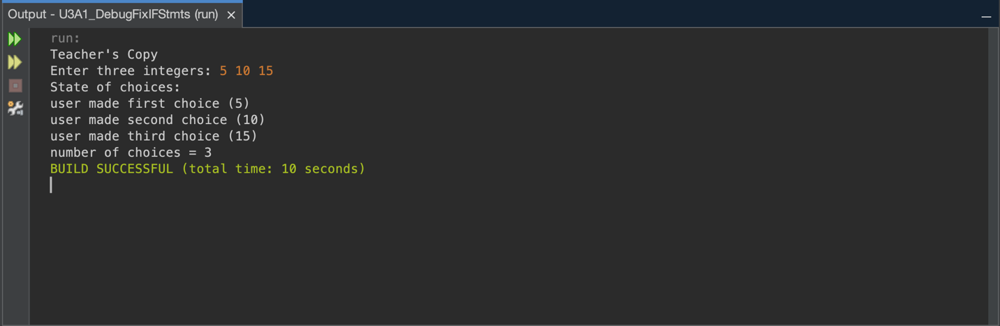 Output - U3A1_DebugFixIFStmts (run)
run:
Teacher's Copy
Enter three integers: 5 10 15
State of choices:
user made first choice (5)
user made second choice (10)
user made third choice (15)
number of choices = 3
BUILD SUCCESSFUL (total time: 10 seconds)